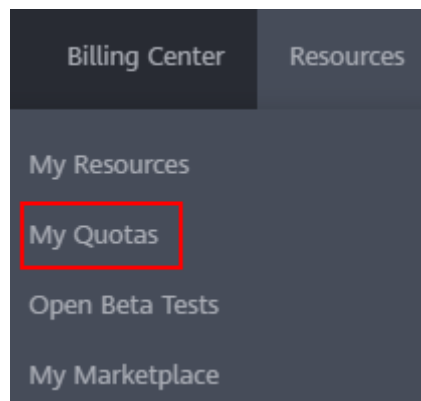 Billing Center Resources
My Resources
My Quotas
Open Beta Tests
My Marketplace